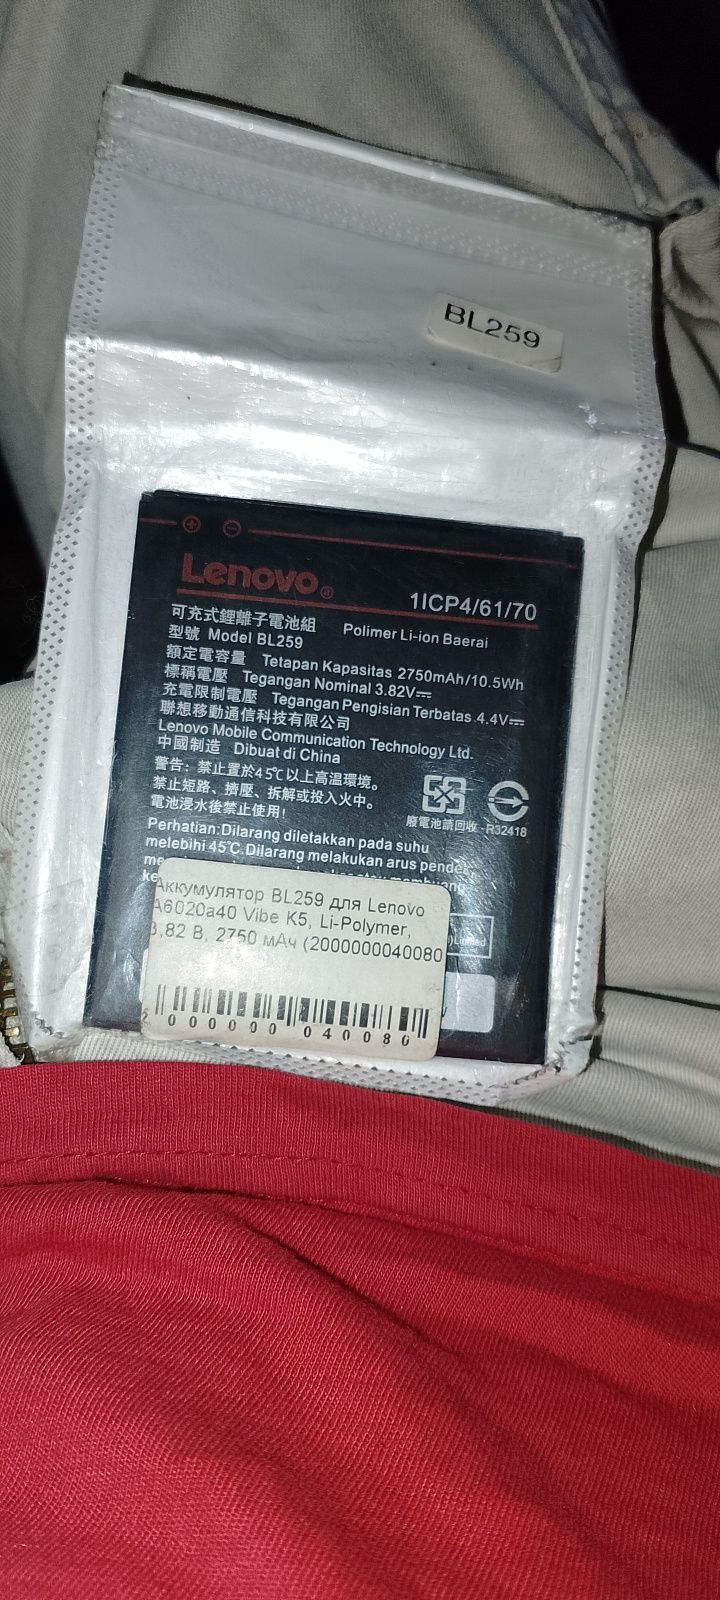 BL259
Lenovo®
1ICP4/61/70
可充式鋰離子電池組 Polimer Li-ion Baerai
型號 Model BL259
額定電容量 Tetapan Kapasitas 2750mAh/10.5Wh
標稱電壓 Tegangan Nominal 3.82V⎓
充電限制電壓 Tegangan Pengisian Terbatas 4.4V⎓
聯想移動通信科技有限公司
Lenovo Mobile Communication Technology Ltd.
中國制造 Dibuat di China
警告：禁止置於45℃以上高溫環境。
禁止短路、擠壓、拆解或投入火中。
電池浸水後禁止使用！
廢電池請回收 R32418
Perhatian:Dilarang diletakkan pada suhu
melebihi 45℃.Dilarang melakukan arus pendek
Limited
Аккумулятор BL259 для Lenovo
A6020a40 Vibe K5, Li-Polymer,
3,82 В, 2750 мАч (2000000040080
2 000000 040080